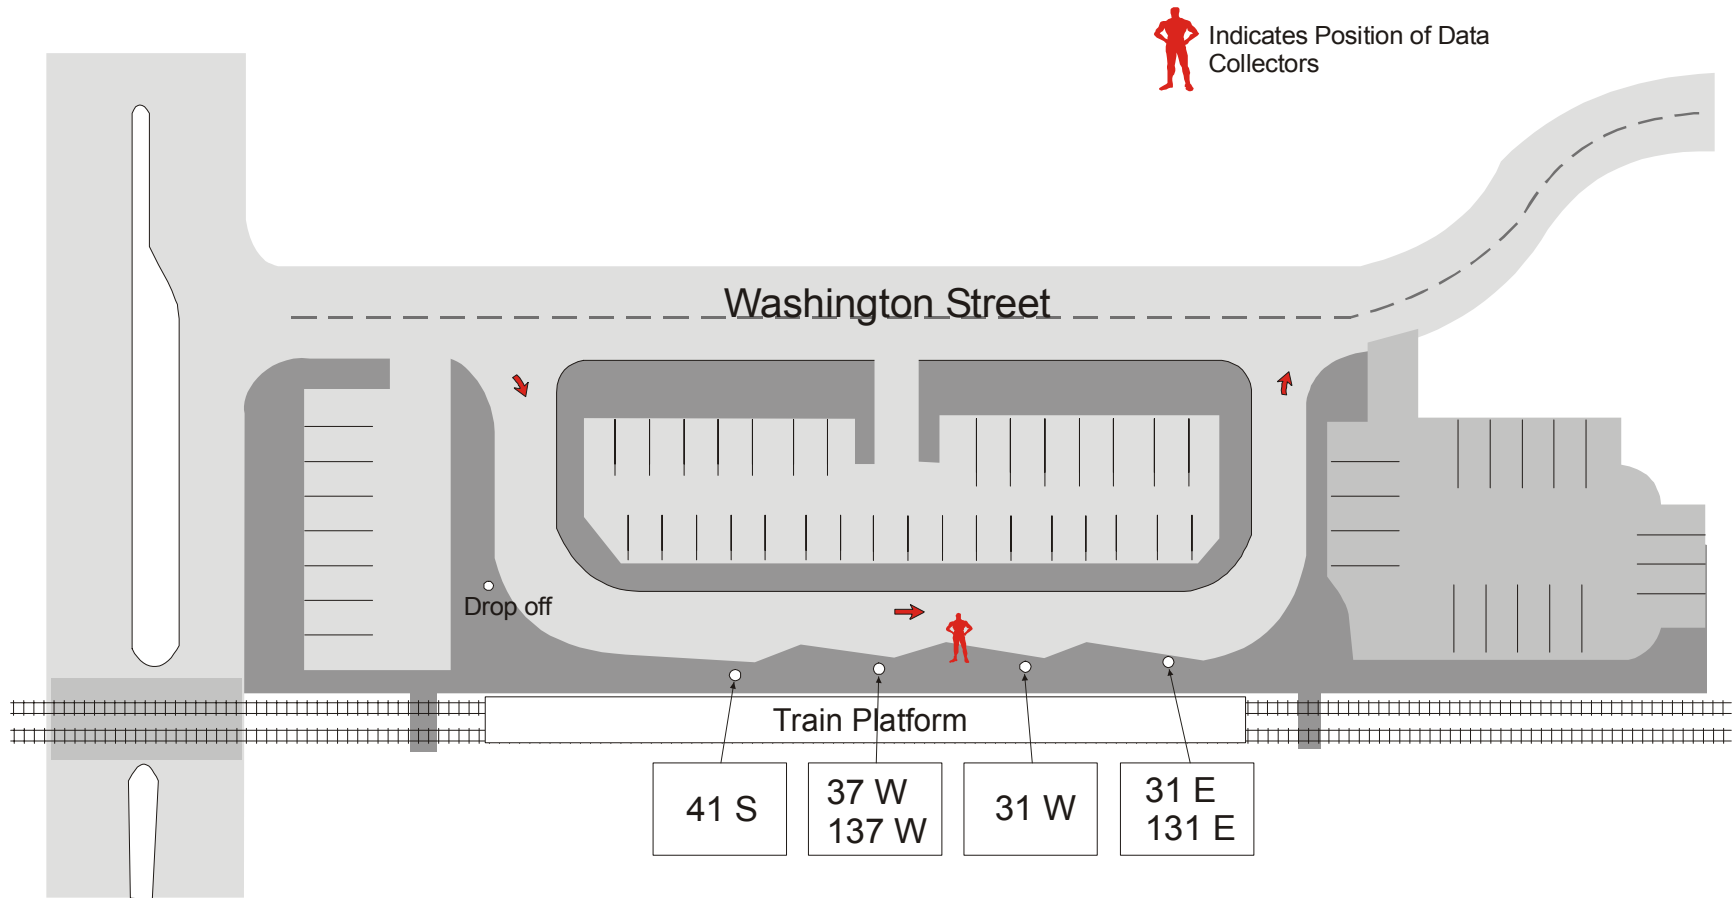 Indicates Position of Data
Collectors
Washington Street
Drop off
Train Platform
41 S
37 W
137 W
31 W
31 E
131 E